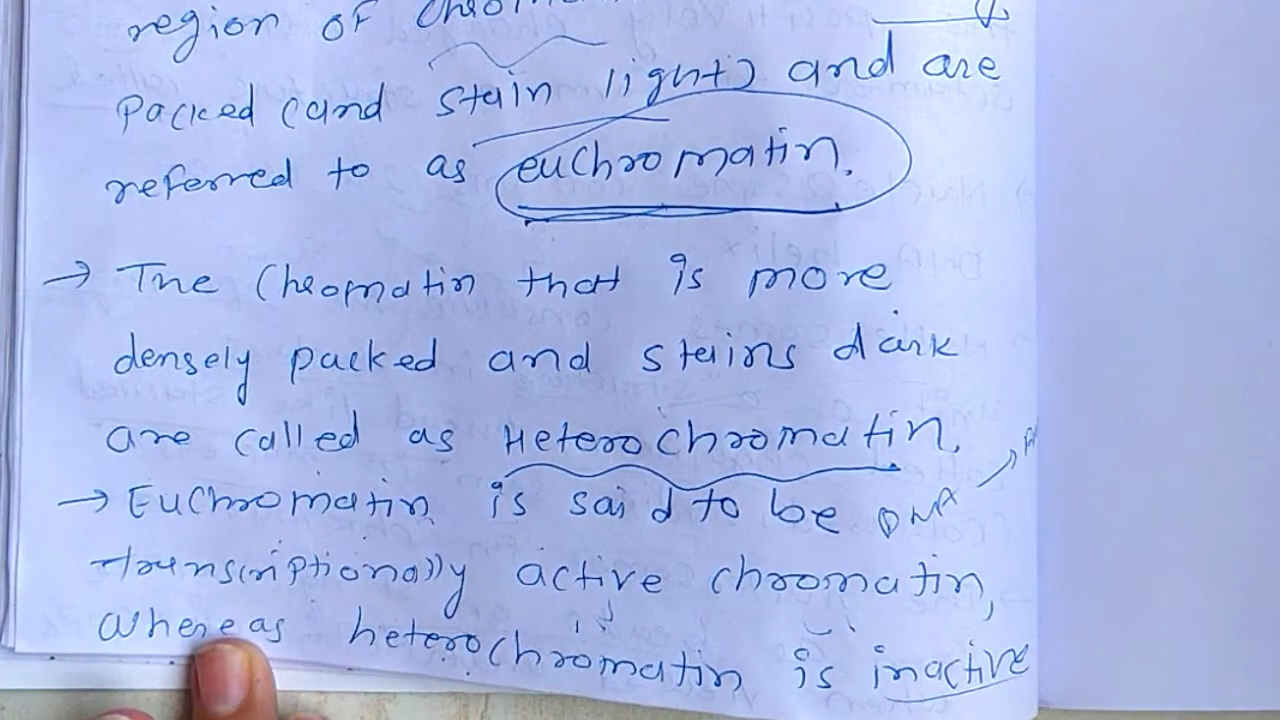 region of
Packed (and stain light) and are
referred to as euchromatin.
→ The Chromatin that is more
densely packed and stains dark
are called as Heterochromatin
→ Euchromatin is said to be DNA
transcriptionally active chromatin,
whereas heterochromatin is inactive